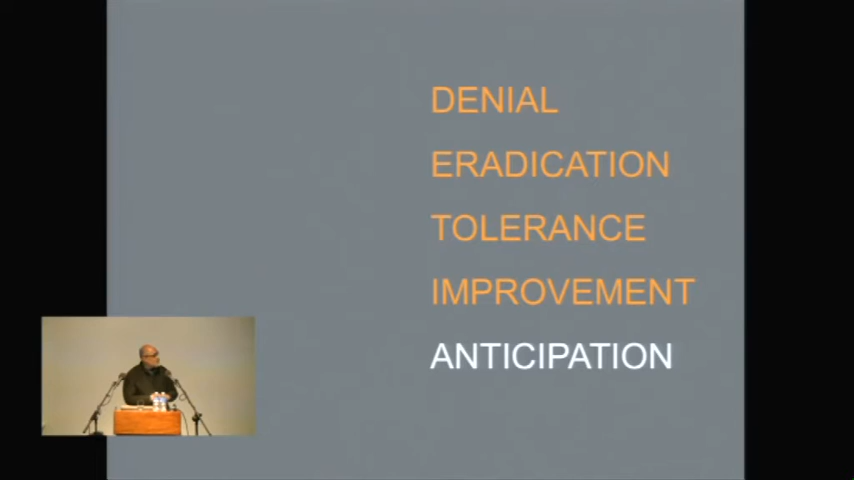 DENIAL
ERADICATION
TOLERANCE
IMPROVEMENT
ANTICIPATION